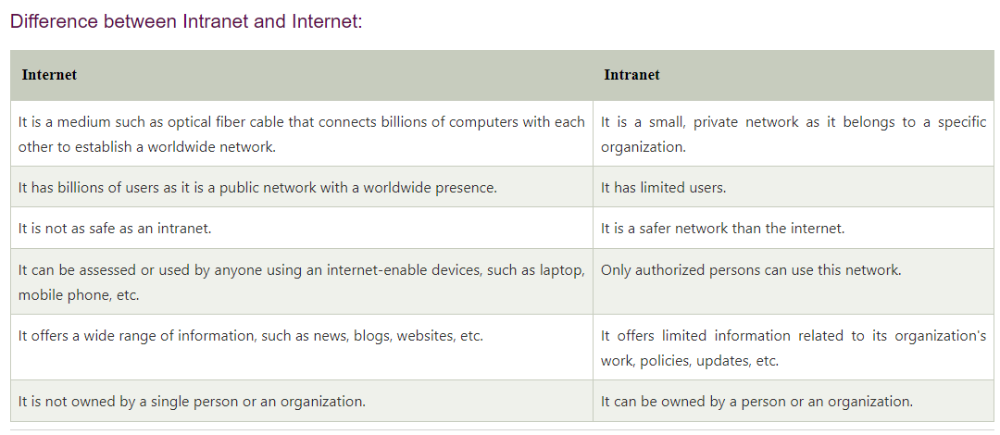 Difference between Intranet and Internet:
Internet
Intranet
It is a medium such as optical fiber cable that connects billions of computers with each
other to establish a worldwide network.
It is a small, private network as it belongs to a specific
organization.
It has billions of users as it is a public network with a worldwide presence.
It has limited users.
It is not as safe as an intranet.
It is a safer network than the internet.
It can be assessed or used by anyone using an internet-enable devices, such as laptop,
mobile phone, etc.
Only authorized persons can use this network.
It offers a wide range of information, such as news, blogs, websites, etc.
It offers limited information related to its organization's
work, policies, updates, etc.
It is not owned by a single person or an organization.
It can be owned by a person or an organization.